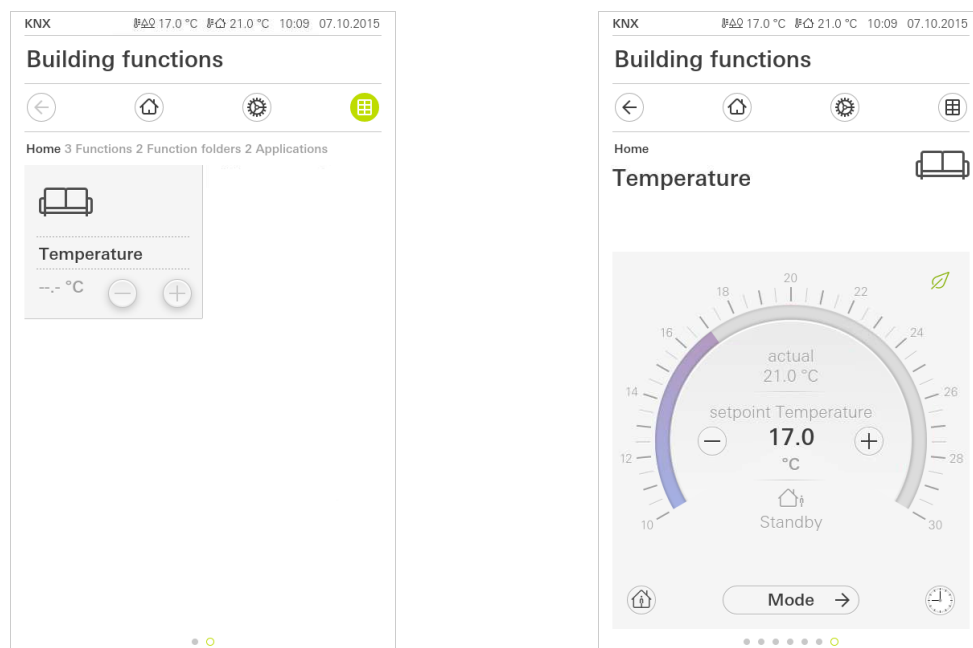 KNX 17.0 °C 21.0 °C 10:09 07.10.2015
Building functions
Home 3 Functions 2 Function folders 2 Applications
Temperature
--.- °C
KNX 17.0 °C 21.0 °C 10:09 07.10.2015
Building functions
Home
Temperature
20
18 22
16 24
actual
21.0 °C
14 26
setpoint Temperature
17.0
12 28
°C
Standby
10 30
Mode